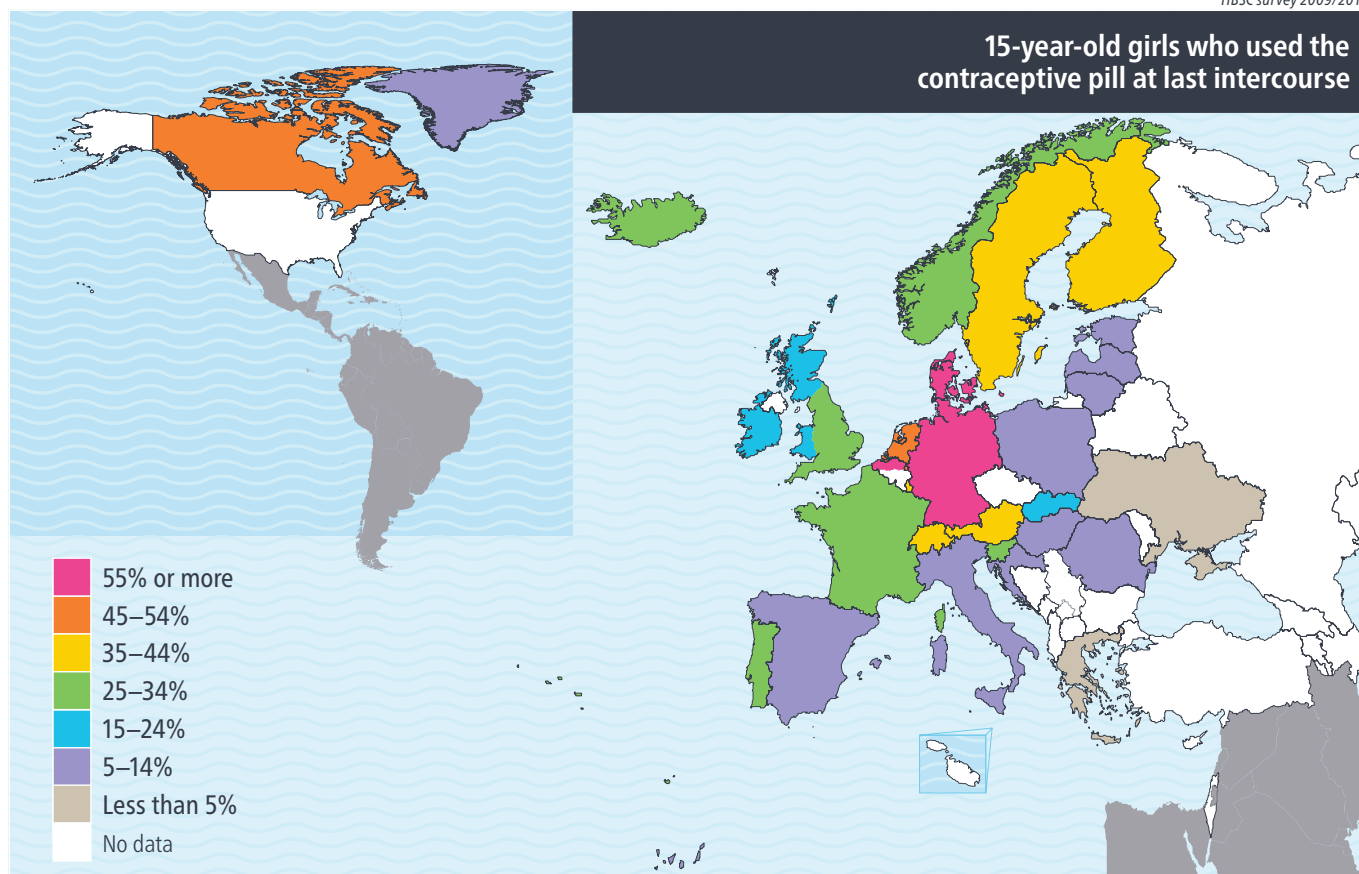 15-year-old girls who used the
contraceptive pill at last intercourse
55% or more
45–54%
35–44%
25–34%
15–24%
5–14%
Less than 5%
No data